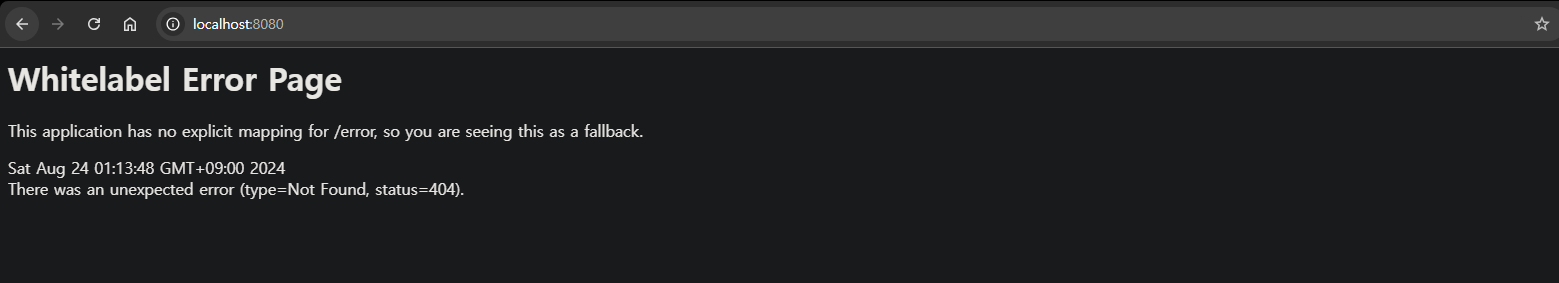 localhost:8080
Whitelabel Error Page
This application has no explicit mapping for /error, so you are seeing this as a fallback.
Sat Aug 24 01:13:48 GMT+09:00 2024
There was an unexpected error (type=Not Found, status=404).